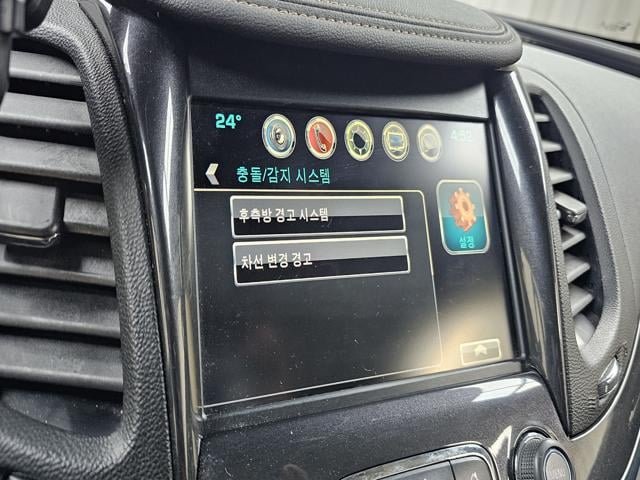 24°
4:52
충돌/감지 시스템
후측방 경고 시스템
차선 변경 경고
설정